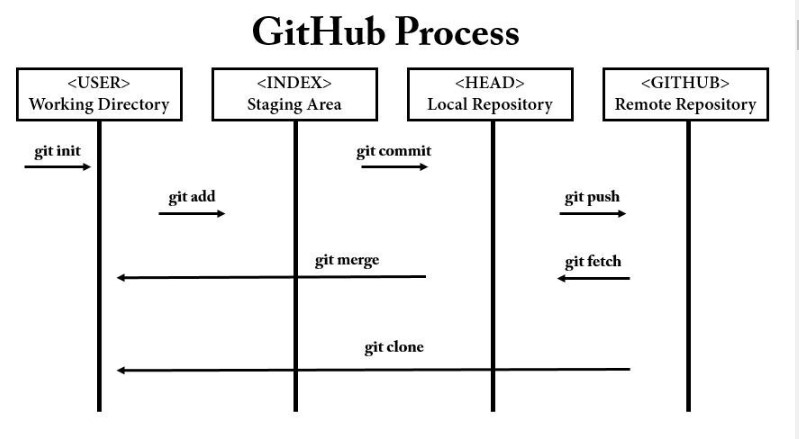 GitHub Process
<USER>
Working Directory
<INDEX>
Staging Area
<HEAD>
Local Repository
<GITHUB>
Remote Repository
git init
git commit
git add
git push
git merge
git fetch
git clone